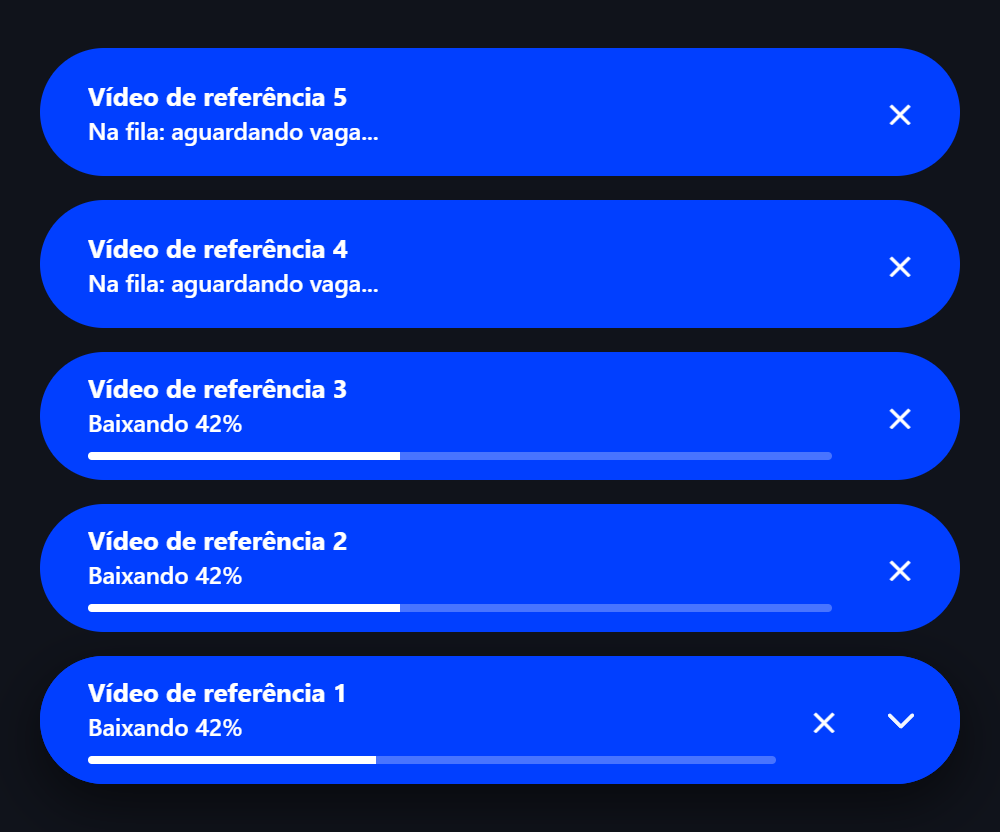 Vídeo de referência 5
Na fila: aguardando vaga...
Vídeo de referência 4
Na fila: aguardando vaga...
Vídeo de referência 3
Baixando 42%
Vídeo de referência 2
Baixando 42%
Vídeo de referência 1
Baixando 42%